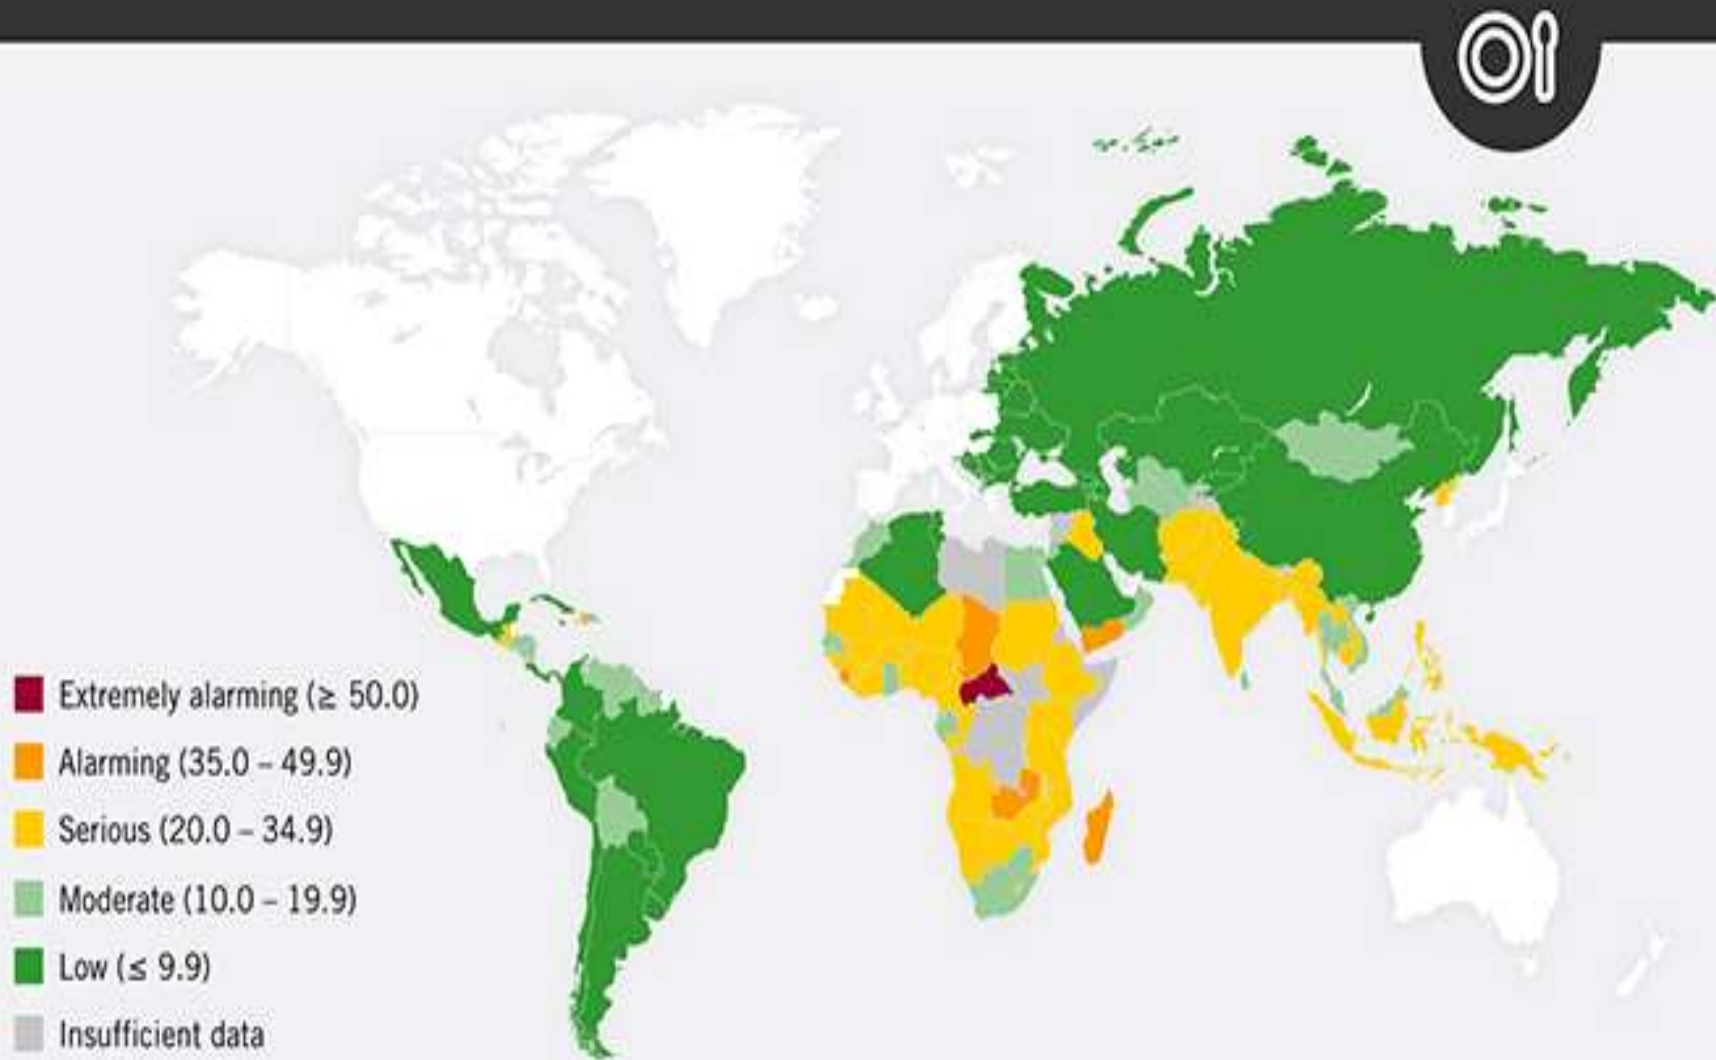 Extremely alarming (≥ 50.0)
Alarming (35.0 – 49.9)
Serious (20.0 – 34.9)
Moderate (10.0 – 19.9)
Low (≤ 9.9)
Insufficient data